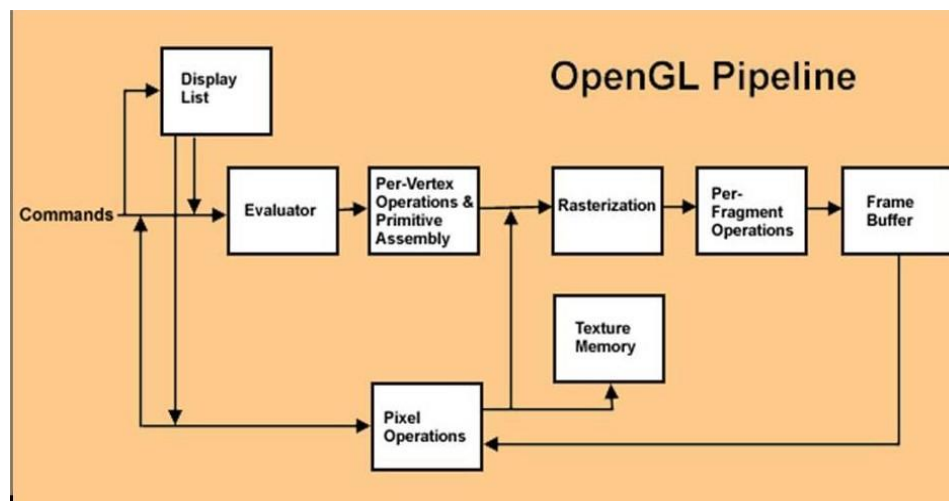 OpenGL Pipeline
Display
List
Commands
Evaluator
Per-Vertex
Operations &
Primitive
Assembly
Rasterization
Per-
Fragment
Operations
Frame
Buffer
Texture
Memory
Pixel
Operations